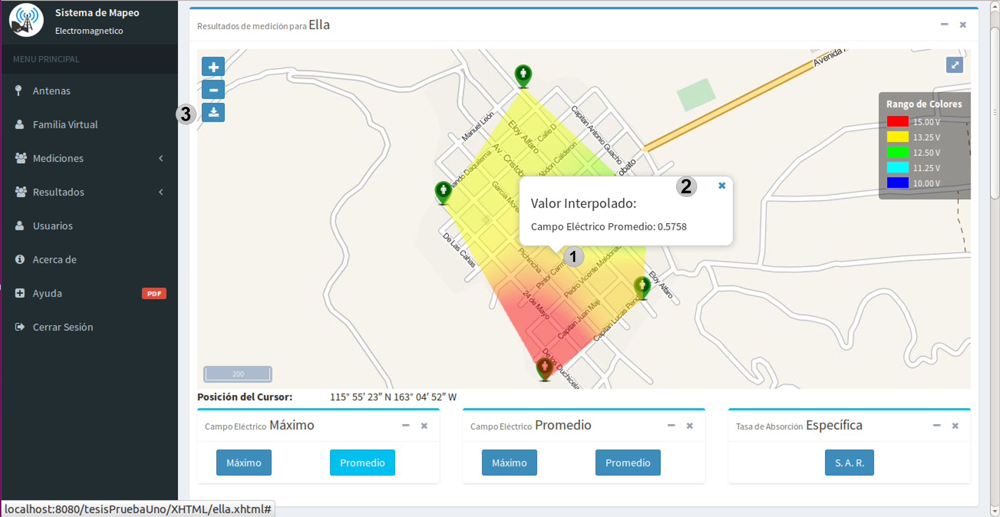 Sistema de Mapeo
Electromagnetico
MENU PRINCIPAL
Antenas
Familia Virtual
Mediciones
Resultados
Usuarios
Acerca de
Ayuda
PDF
Cerrar Sesión
Resultados de medición para Ella
3
Avenida
Rango de Colores
15.00 V
13.25 V
12.50 V
11.25 V
10.00 V
Manuel León
Eloy Alfaro
Calle D
Capitan Antonio Guacho
Av. Cristob
Abdon Calderon
ando Daquilema
obato
Garcia More
2
Valor Interpolado:
Campo Eléctrico Promedio: 0.5758
1
De Las Cañas
Pichincha
Pintor Carm
Pedro Vicente Maldonad
Eloy Alfaro
24 de Mayo
Capitan Juan Maji
Capitan Lucas Pend
De los Duchicela
200
Posición del Cursor: 115° 55′ 23″ N 163° 04′ 52″ W
Campo Eléctrico Máximo
Máximo Promedio
Campo Eléctrico Promedio
Máximo Promedio
Tasa de Absorción Específica
S. A. R.
localhost:8080/tesisPruebaUno/XHTML/ella.xhtml#